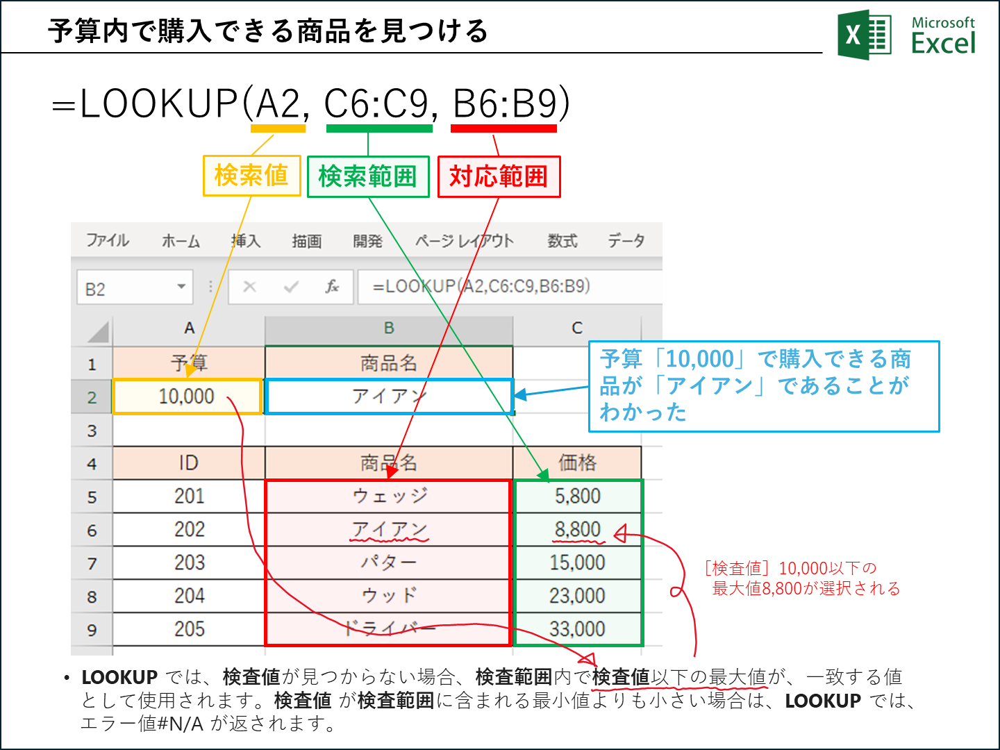 予算内で購入できる商品を見つける
Microsoft
Excel
X
=LOOKUP(A2, C6:C9, B6:B9)
検索値
検索範囲
対応範囲
ファイル ホーム 挿入 描画 開発 ページ レイアウト 数式 データ
B2 fx =LOOKUP(A2,C6:C9,B6:B9)
A B C
1 予算 商品名
2 10,000 アイアン
3
4 ID 商品名 価格
5 201 ウェッジ 5,800
6 202 アイアン 8,800
7 203 パター 15,000
8 204 ウッド 23,000
9 205 ドライバー 33,000
予算「10,000」で購入できる商
品が「アイアン」であることが
わかった
［検査値］10,000以下の
最大値8,800が選択される
• LOOKUP では、検査値が見つからない場合、検査範囲内で検査値以下の最大値が、一致する値
として使用されます。検査値 が検査範囲に含まれる最小値よりも小さい場合は、LOOKUP では、
エラー値#N/A が返されます。